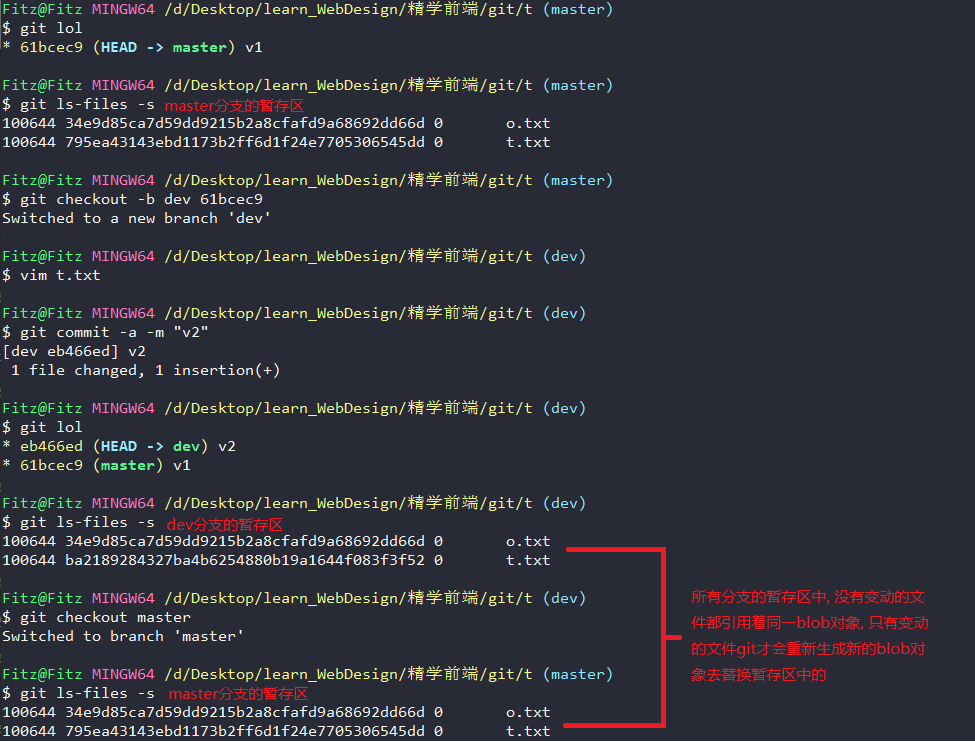 Fitz@Fitz MINGW64 /d/Desktop/learn_WebDesign/精学前端/git/t (master)
$ git lol
* 61bcec9 (HEAD -> master) v1
Fitz@Fitz MINGW64 /d/Desktop/learn_WebDesign/精学前端/git/t (master)
$ git ls-files -s master分支的暂存区
100644 34e9d85ca7d59dd9215b2a8cfafd9a68692dd66d 0 o.txt
100644 795ea43143ebd1173b2ff6d1f24e7705306545dd 0 t.txt
Fitz@Fitz MINGW64 /d/Desktop/learn_WebDesign/精学前端/git/t (master)
$ git checkout -b dev 61bcec9
Switched to a new branch 'dev'
Fitz@Fitz MINGW64 /d/Desktop/learn_WebDesign/精学前端/git/t (dev)
$ vim t.txt
Fitz@Fitz MINGW64 /d/Desktop/learn_WebDesign/精学前端/git/t (dev)
$ git commit -a -m "v2"
[dev eb466ed] v2
1 file changed, 1 insertion(+)
Fitz@Fitz MINGW64 /d/Desktop/learn_WebDesign/精学前端/git/t (dev)
$ git lol
* eb466ed (HEAD -> dev) v2
* 61bcec9 (master) v1
Fitz@Fitz MINGW64 /d/Desktop/learn_WebDesign/精学前端/git/t (dev)
$ git ls-files -s dev分支的暂存区
100644 34e9d85ca7d59dd9215b2a8cfafd9a68692dd66d 0 o.txt
100644 ba2189284327ba4b6254880b19a1644f083f3f52 0 t.txt
Fitz@Fitz MINGW64 /d/Desktop/learn_WebDesign/精学前端/git/t (dev)
$ git checkout master
Switched to branch 'master'
Fitz@Fitz MINGW64 /d/Desktop/learn_WebDesign/精学前端/git/t (master)
$ git ls-files -s master分支的暂存区
100644 34e9d85ca7d59dd9215b2a8cfafd9a68692dd66d 0 o.txt
100644 795ea43143ebd1173b2ff6d1f24e7705306545dd 0 t.txt
所有分支的暂存区中, 没有变动的文
件都引用着同一blob对象, 只有变动
的文件git才会重新生成新的blob对
象去替换暂存区中的